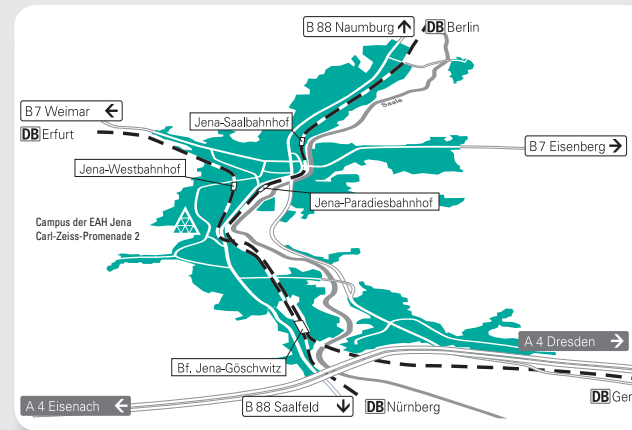 B 88 Naumburg ↑
DB Berlin
Saale
B 7 Weimar ←
DB Erfurt
Jena-Saalbahnhof
B 7 Eisenberg →
Jena-Westbahnhof
Jena-Paradiesbahnhof
Campus der EAH Jena
Carl-Zeiss-Promenade 2
A 4 Dresden →
Bf. Jena-Göschwitz
DB Ger
A 4 Eisenach ←
B 88 Saalfeld ↓
DB Nürnberg